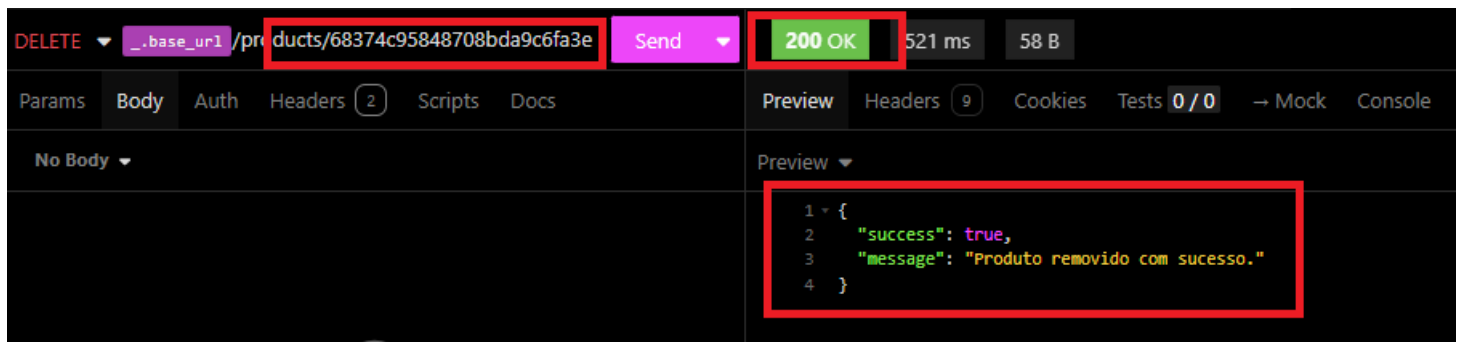 DELETE _.base_url /products/68374c95848708bda9c6fa3e Send 200 OK 521 ms 58 B
Params Body Auth Headers 2 Scripts Docs Preview Headers 9 Cookies Tests 0 / 0 → Mock Console
No Body Preview
1 {
2 "success": true,
3 "message": "Produto removido com sucesso."
4 }